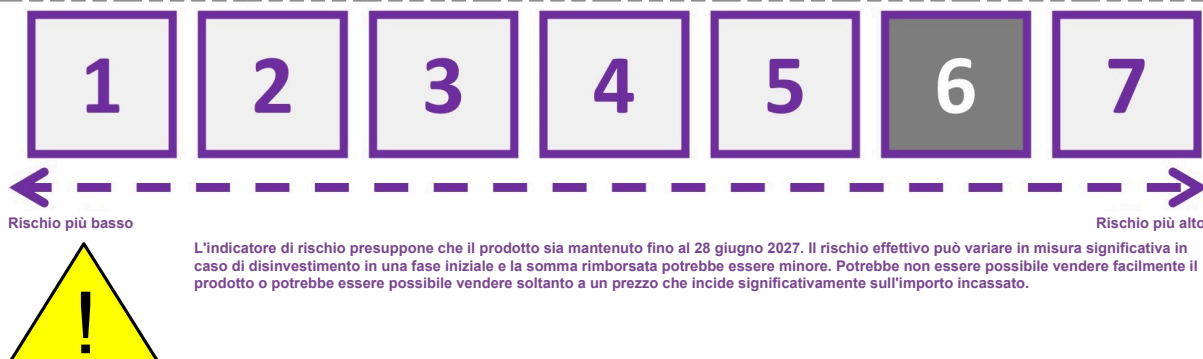 1 2 3 4 5 6 7
Rischio più basso Rischio più alto
L'indicatore di rischio presuppone che il prodotto sia mantenuto fino al 28 giugno 2027. Il rischio effettivo può variare in misura significativa in
caso di disinvestimento in una fase iniziale e la somma rimborsata potrebbe essere minore. Potrebbe non essere possibile vendere facilmente il
prodotto o potrebbe essere possibile vendere soltanto a un prezzo che incide significativamente sull'importo incassato.
!